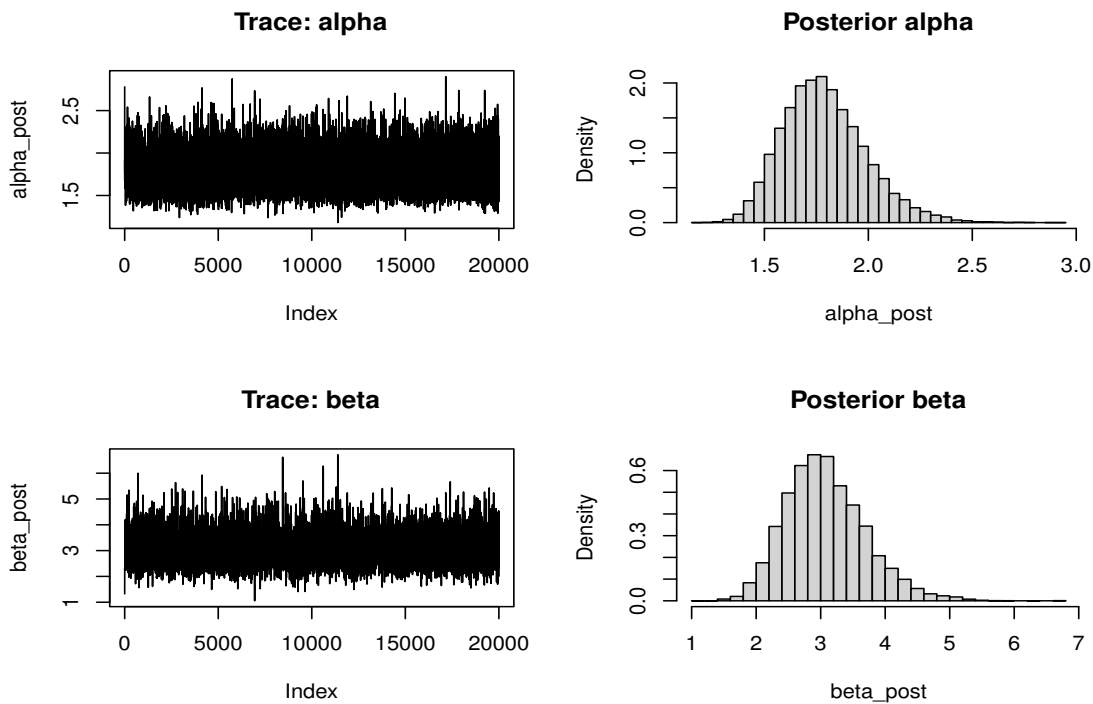 Trace: alpha
alpha_post
1.5 2.5
0 5000 10000 15000 20000
Index
Posterior alpha
Density
0.0 1.0 2.0
1.5 2.0 2.5 3.0
alpha_post
Trace: beta
beta_post
1 3 5
0 5000 10000 15000 20000
Index
Posterior beta
Density
0.0 0.3 0.6
1 2 3 4 5 6 7
beta_post